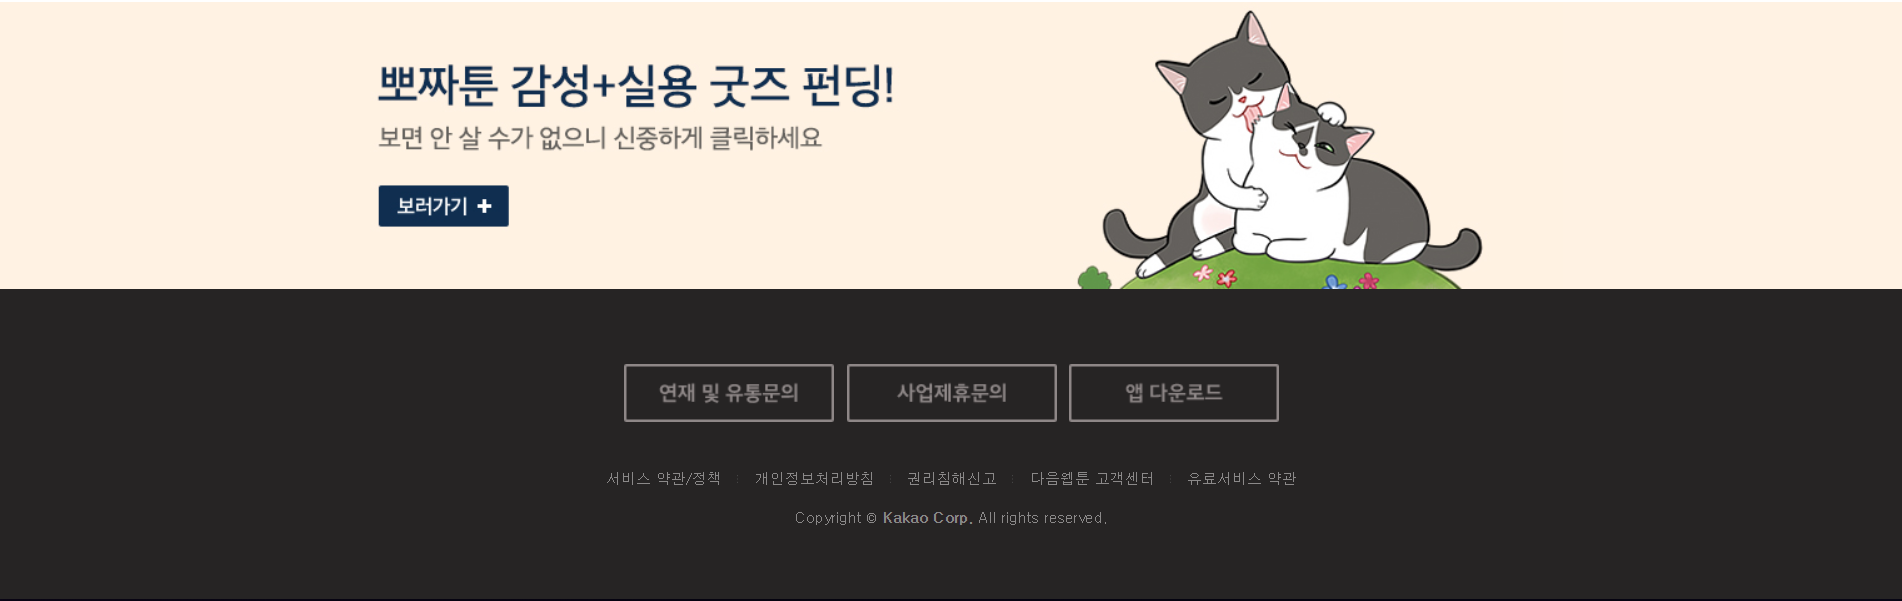 뽀짜툰 감성+실용 굿즈 펀딩!
보면 안 살 수가 없으니 신중하게 클릭하세요
보러가기 +
연재 및 유통문의
사업제휴문의
앱 다운로드
서비스 약관/정책 개인정보처리방침 권리침해신고 다음웹툰 고객센터 유료서비스 약관
Copyright © Kakao Corp. All rights reserved.